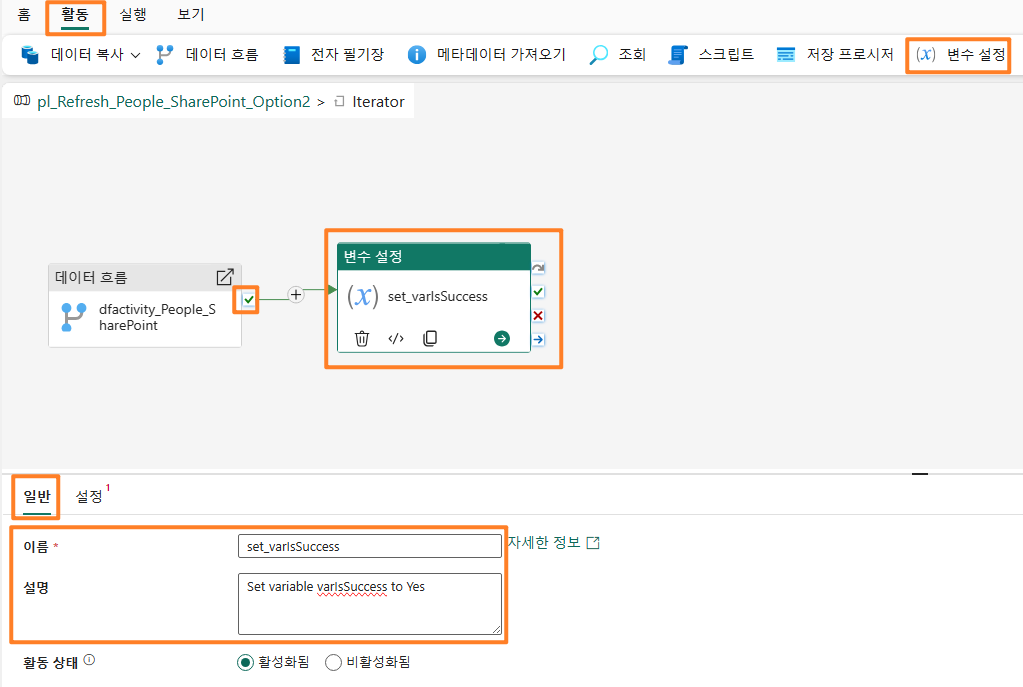 홈 활동 실행 보기
데이터 복사 데이터 흐름 전자 필기장 메타데이터 가져오기 조회 스크립트 저장 프로시저 (x) 변수 설정
pl_Refresh_People_SharePoint_Option2 > Iterator
변수 설정
데이터 흐름
(x) set_varIsSuccess
dfactivity_People_S
harePoint
일반 설정 1
이름 * set_varIsSuccess 자세한 정보
설명 Set variable varIsSuccess to Yes
활동 상태 활성화됨 비활성화됨